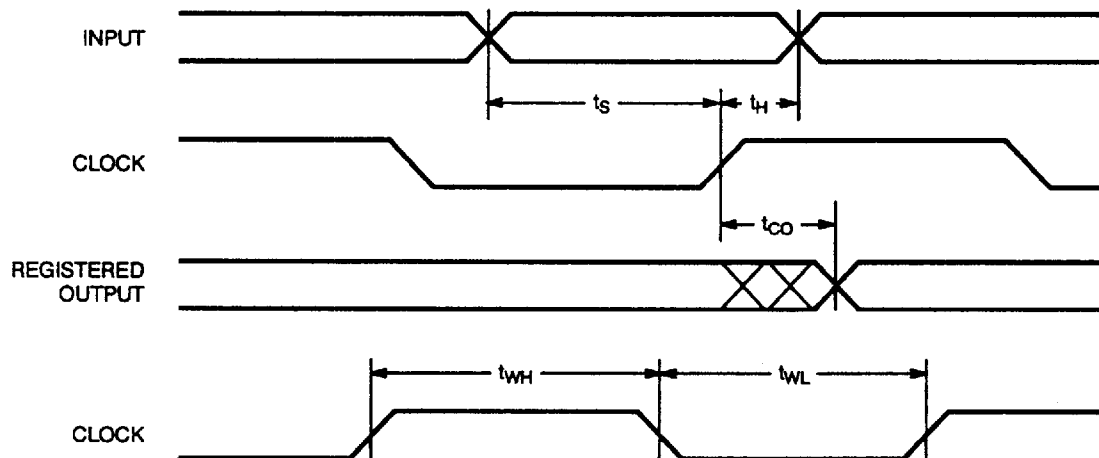 INPUT
tS
tH
CLOCK
tCO
REGISTERED
OUTPUT
tWH
tWL
CLOCK